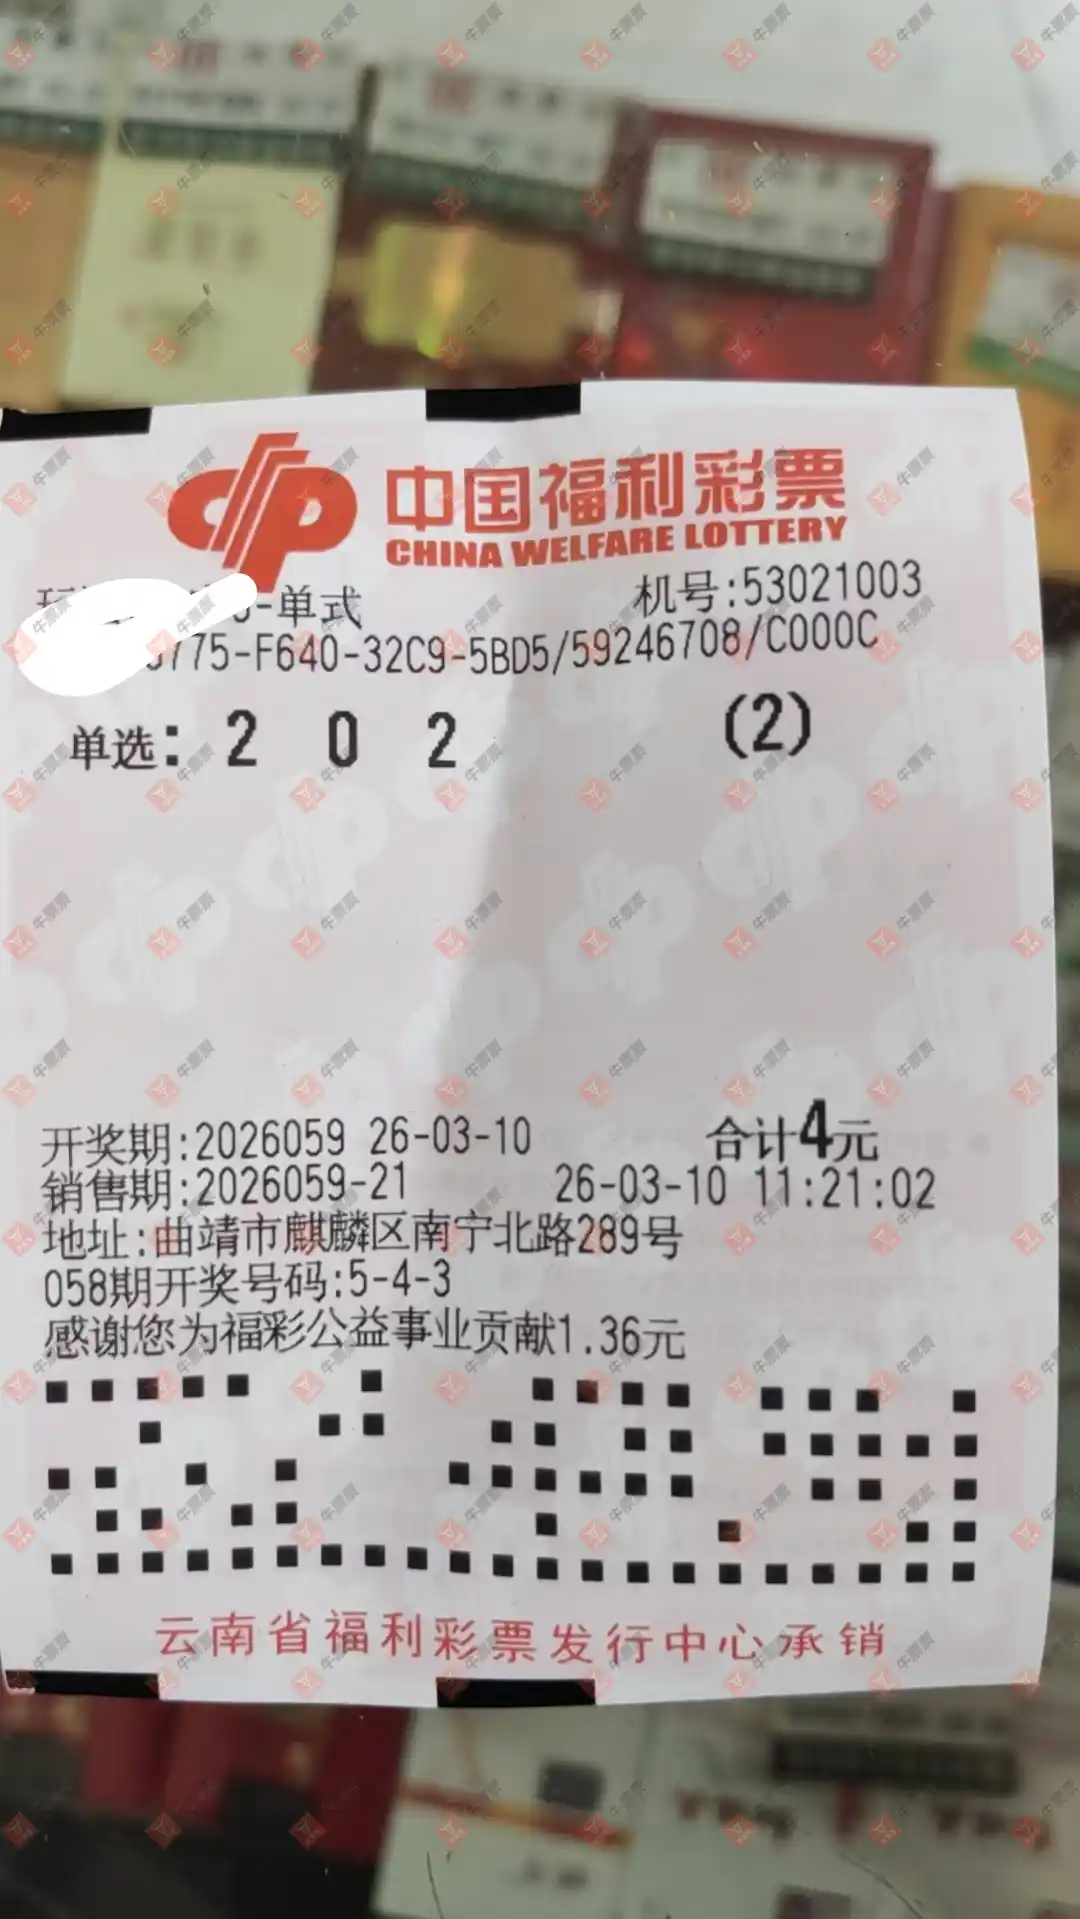 中国福利彩票
CHINA WELFARE LOTTERY
-单式 机号:53021003
775-F640-32C9-5BD5/59246708/C000C
单选: 2 0 2 (2)
开奖期:2026059 26-03-10 合计4元
销售期:2026059-21 26-03-10 11:21:02
地址:曲靖市麒麟区南宁北路289号
058期开奖号码:5-4-3
感谢您为福彩公益事业贡献1.36元
云南省福利彩票发行中心承销
牛票票